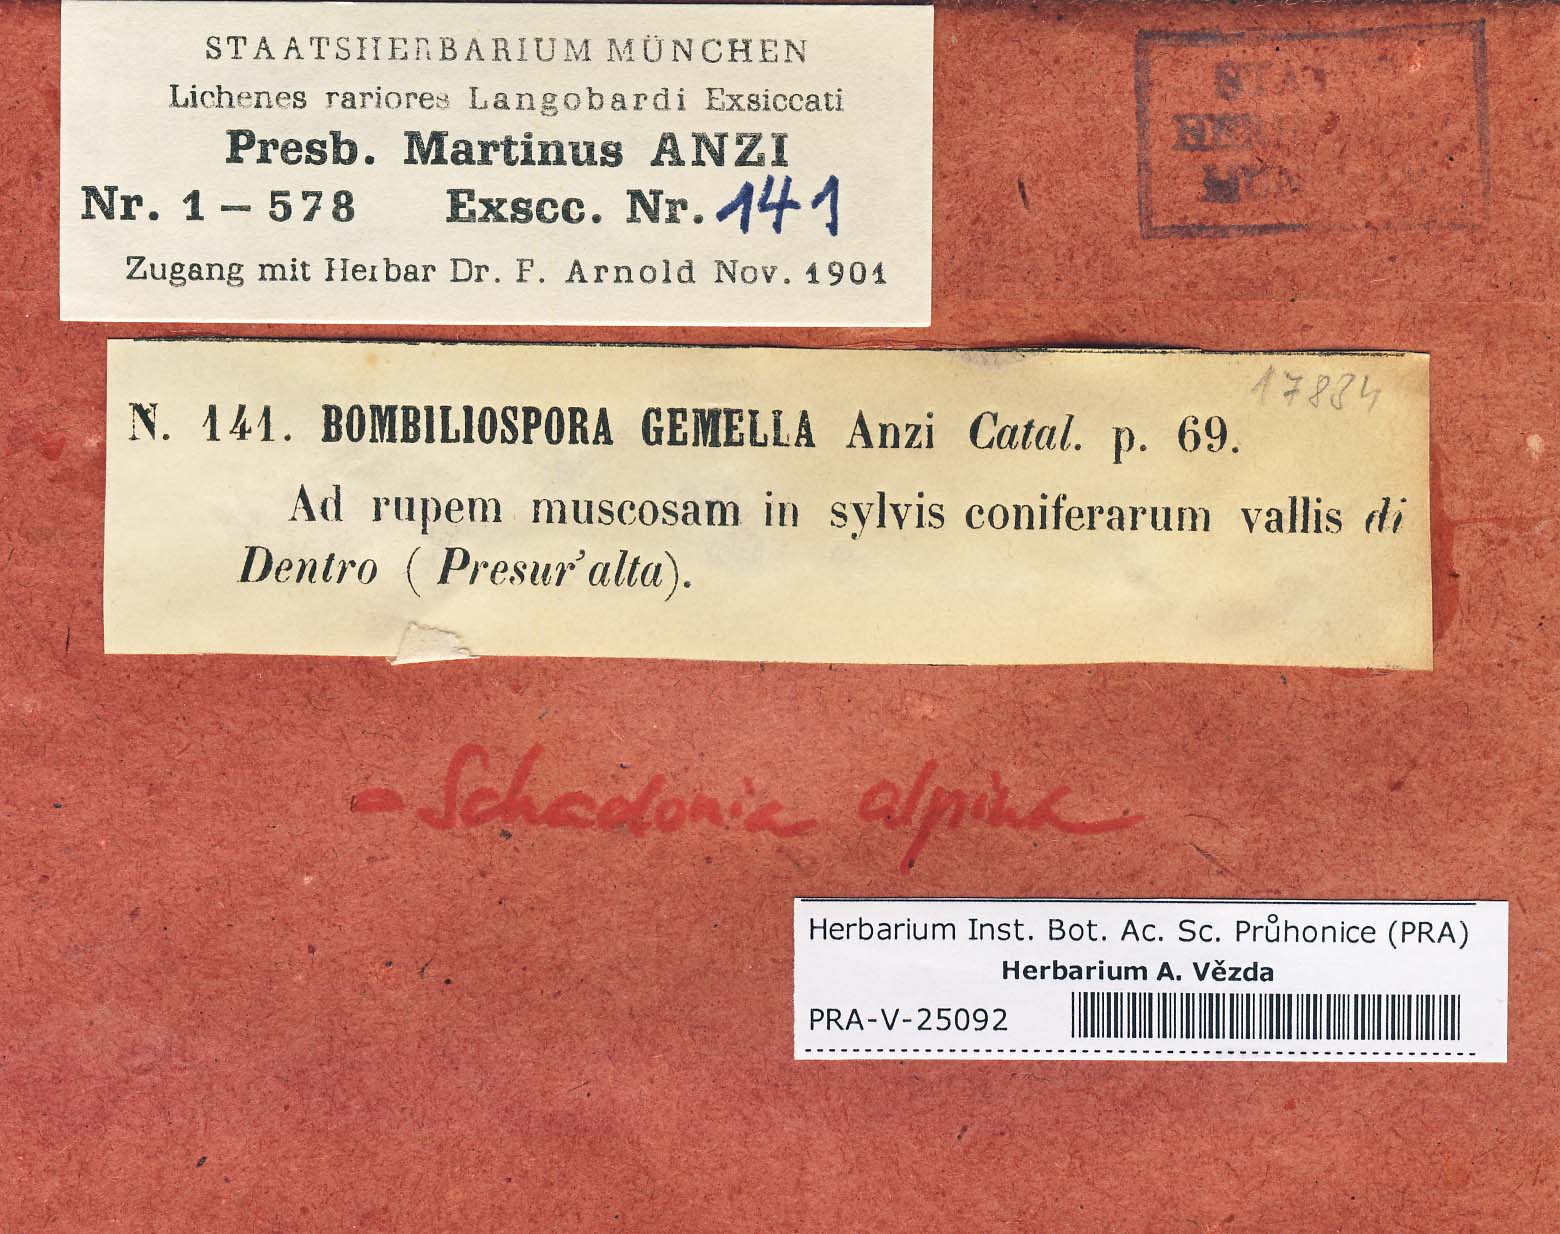 STAATSHERBARIUM MÜNCHEN
Lichenes rariores Langobardi Exsiccati
Presb. Martinus ANZI
Nr. 1 – 578 Exscc. Nr. 141
Zugang mit Herbar Dr. F. Arnold Nov. 1901
17884
N. 141. BOMBILIOSPORA GEMELLA Anzi Catal. p. 69.
Ad rupem muscosam in sylvis coniferarum vallis di
Dentro ( Presur'alta).
- Schadonia alpina
Herbarium Inst. Bot. Ac. Sc. Průhonice (PRA)
Herbarium A. Vězda
PRA-V-25092